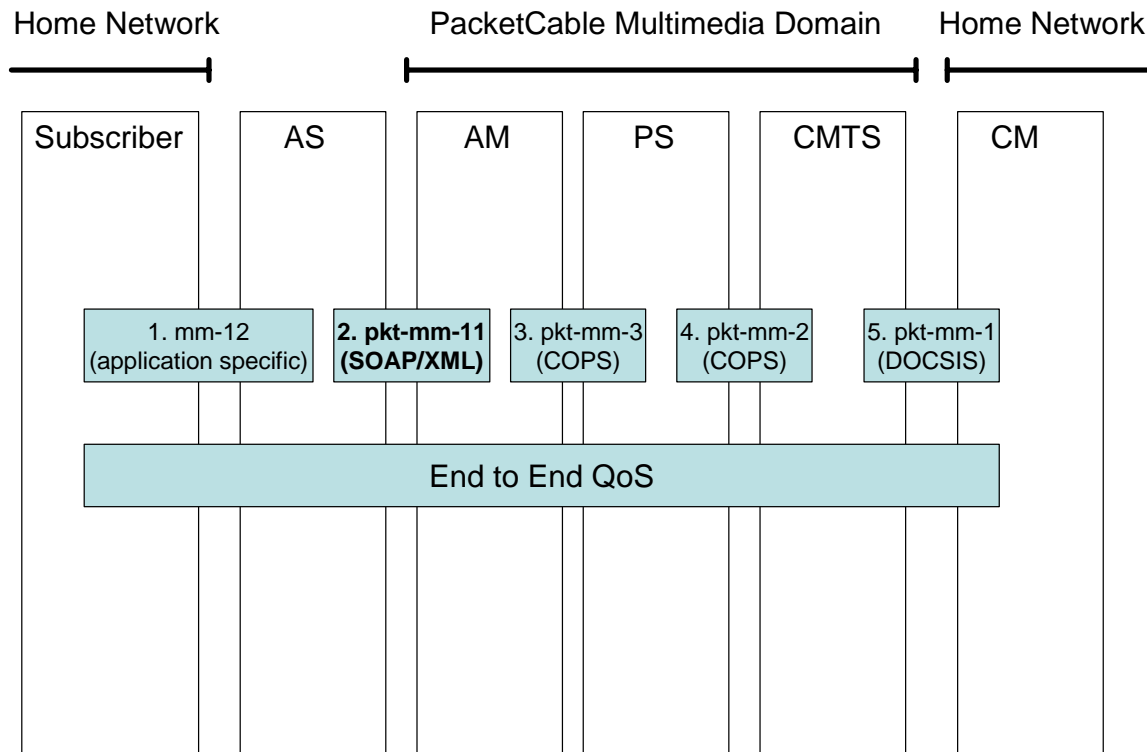 Home Network
PacketCable Multimedia Domain
Home Network
Subscriber
AS
AM
PS
CMTS
CM
1. mm-12
(application specific)
2. pkt-mm-11
(SOAP/XML)
3. pkt-mm-3
(COPS)
4. pkt-mm-2
(COPS)
5. pkt-mm-1
(DOCSIS)
End to End QoS